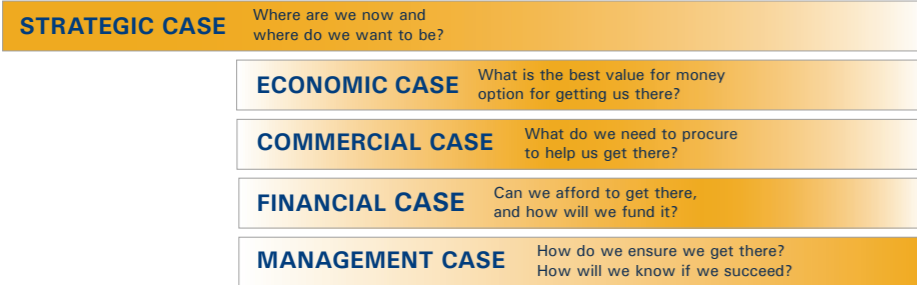 STRATEGIC CASE
Where are we now and
where do we want to be?
ECONOMIC CASE
What is the best value for money
option for getting us there?
COMMERCIAL CASE
What do we need to procure
to help us get there?
FINANCIAL CASE
Can we afford to get there,
and how will we fund it?
MANAGEMENT CASE
How do we ensure we get there?
How will we know if we succeed?